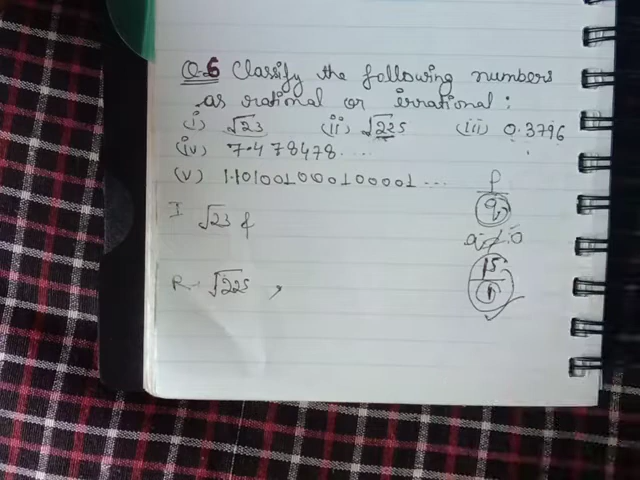 Q.6 Classify the following numbers
as rational or irrational:
(i) √23 (ii) √225 (iii) 0.3796
(iv) 7.478478....
(v) 1.101001000100001...
p
q
q≠0
I √23
R → √225 ,
15
1